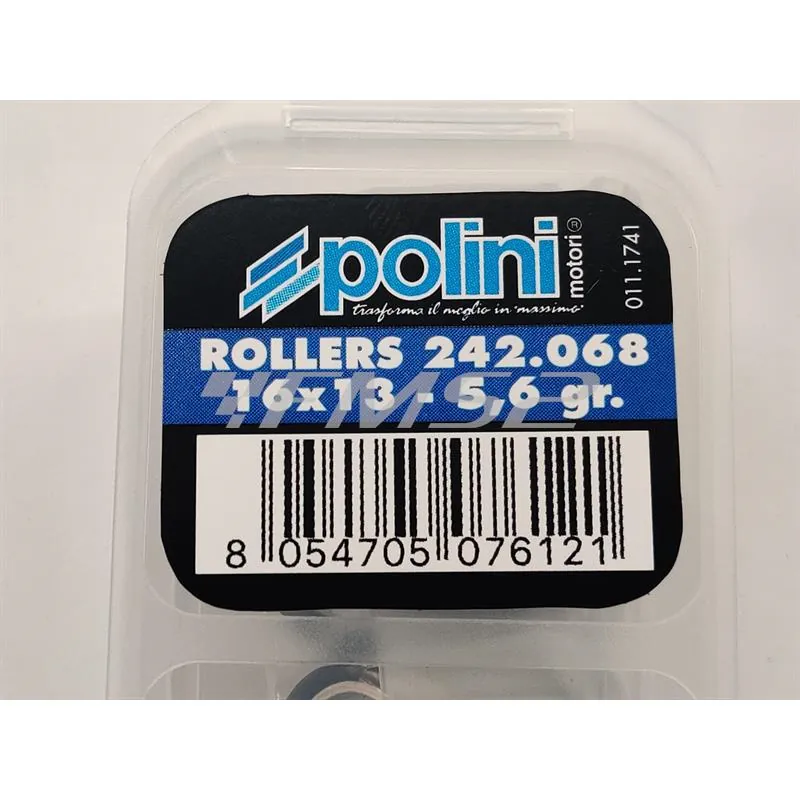 polini
motori®
trasforma il meglio in "massimo"
011.1741
ROLLERS 242.068
16x13 - 5,6 gr.
FMSE
8 054705 076121